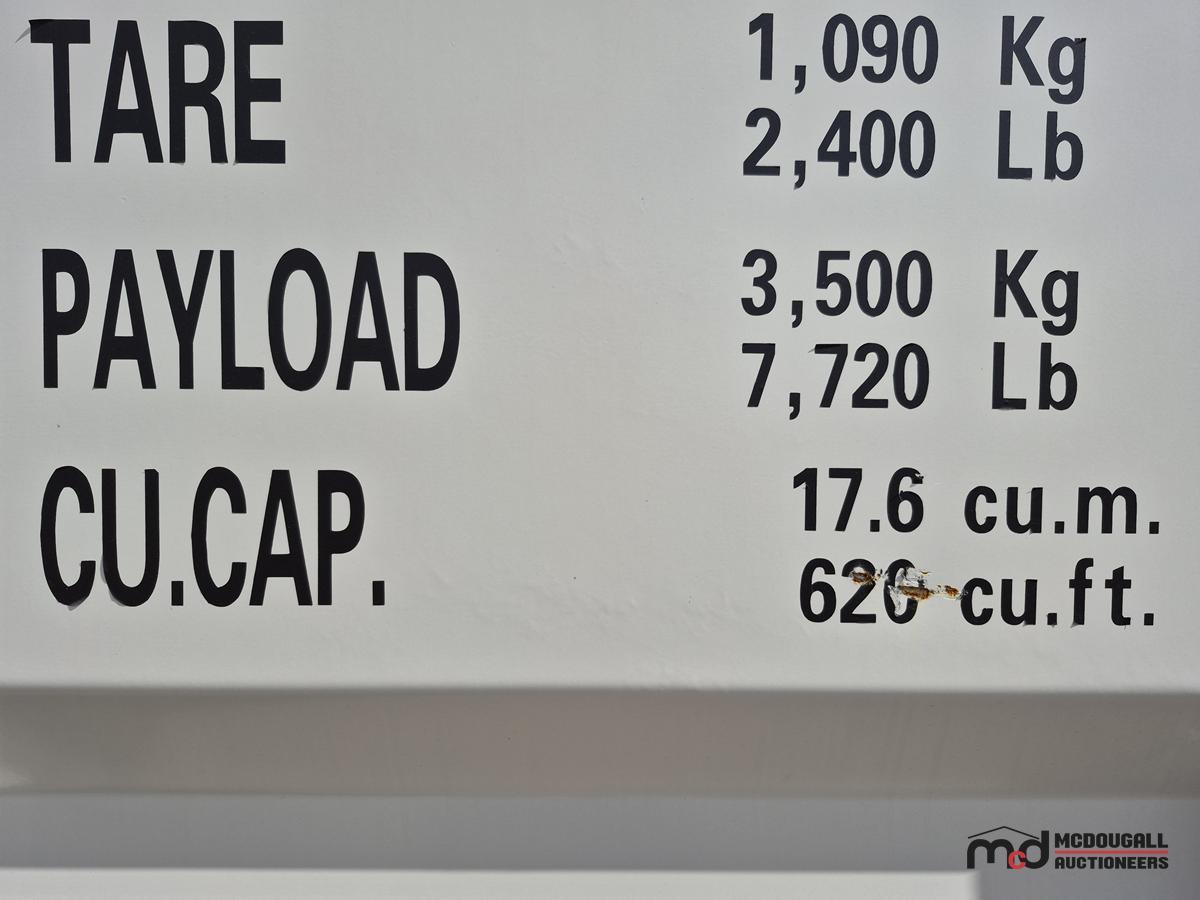 TARE 1,090 Kg
2,400 Lb
PAYLOAD 3,500 Kg
7,720 Lb
CU.CAP. 17.6 cu.m.
620 cu.ft.
mcd MCDOUGALL
AUCTIONEERS